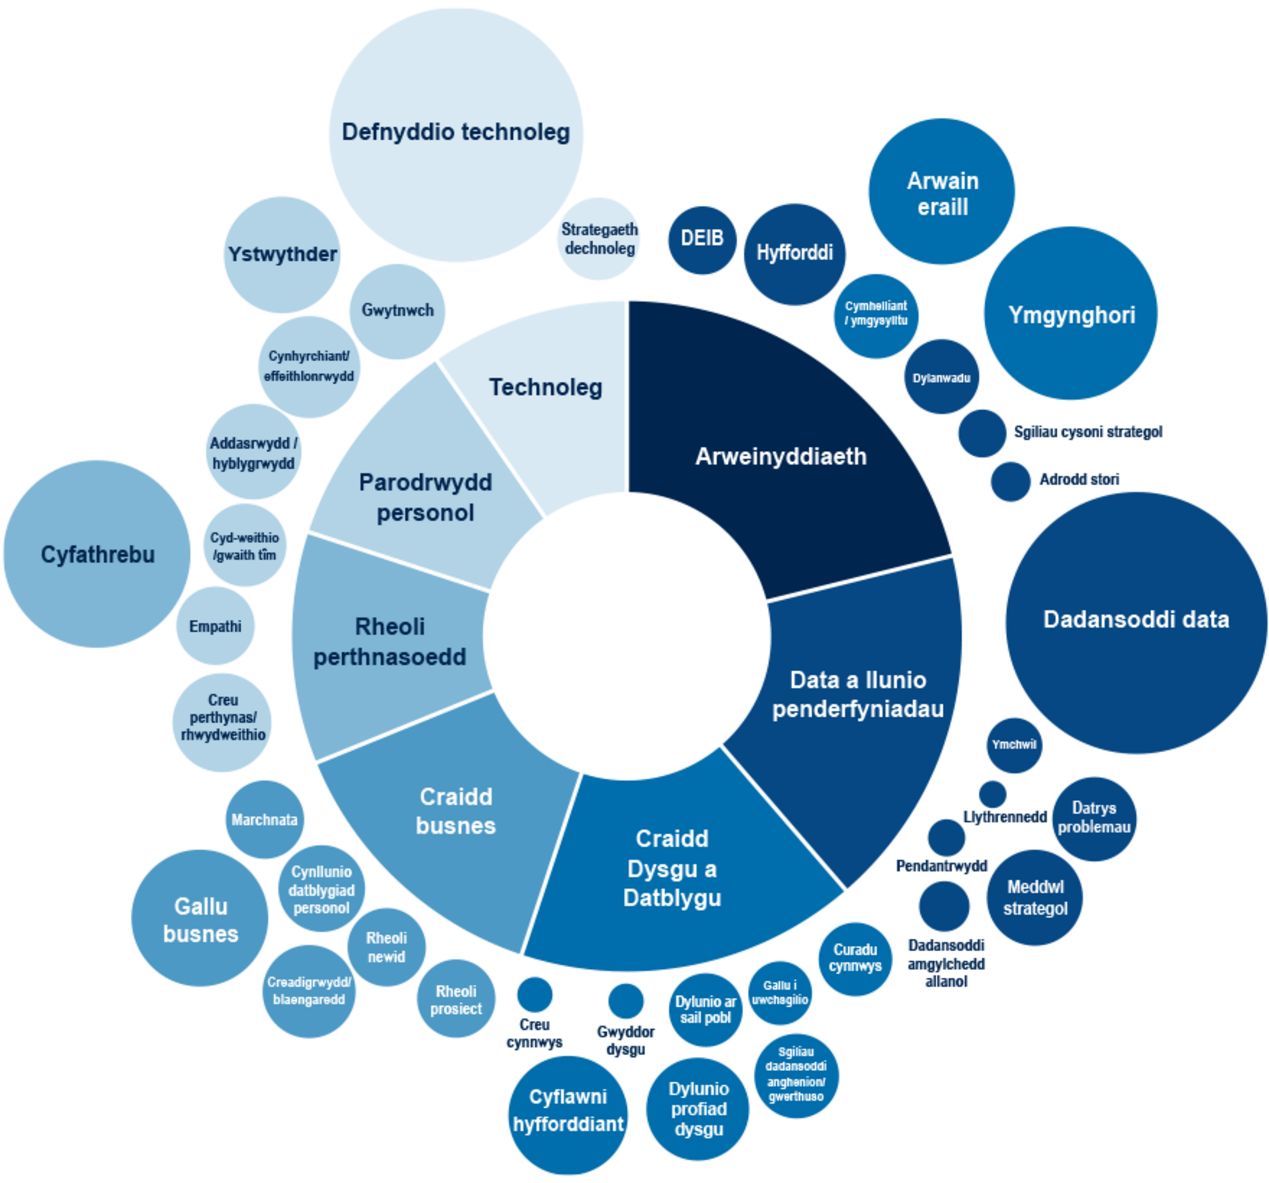 Defnyddio technoleg
Strategaeth
dechnoleg
DEIB
Hyfforddi
Arwain
eraill
Cymhelliant
/ ymgysylltu
Ymgynghori
Dylanwadu
Sgiliau cysoni strategol
Adrodd stori
Ystwythder
Gwytnwch
Cynhyrchiant/
effeithlonrwydd
Addasrwydd /
hyblygrwydd
Cyfathrebu
Cyd-weithio
/gwaith tîm
Empathi
Creu
perthynas/
rhwydweithio
Technoleg
Arweinyddiaeth
Parodrwydd
personol
Rheoli
perthnasoedd
Data a llunio
penderfyniadau
Craidd
busnes
Craidd
Dysgu a
Datblygu
Dadansoddi data
Ymchwil
Llythrennedd
Datrys
problemau
Pendantrwydd
Meddwl
strategol
Dadansoddi
amgylchedd
allanol
Marchnata
Cynllunio
datblygiad
personol
Gallu
busnes
Rheoli
newid
Creadigrwydd/
blaengaredd
Rheoli
prosiect
Creu
cynnwys
Gwyddor
dysgu
Dylunio ar
sail pobl
Gallu i
uwchsgilio
Curadu
cynnwys
Cyflawni
hyfforddiant
Dylunio
profiad
dysgu
Sgiliau
dadansoddi
anghenion/
gwerthuso